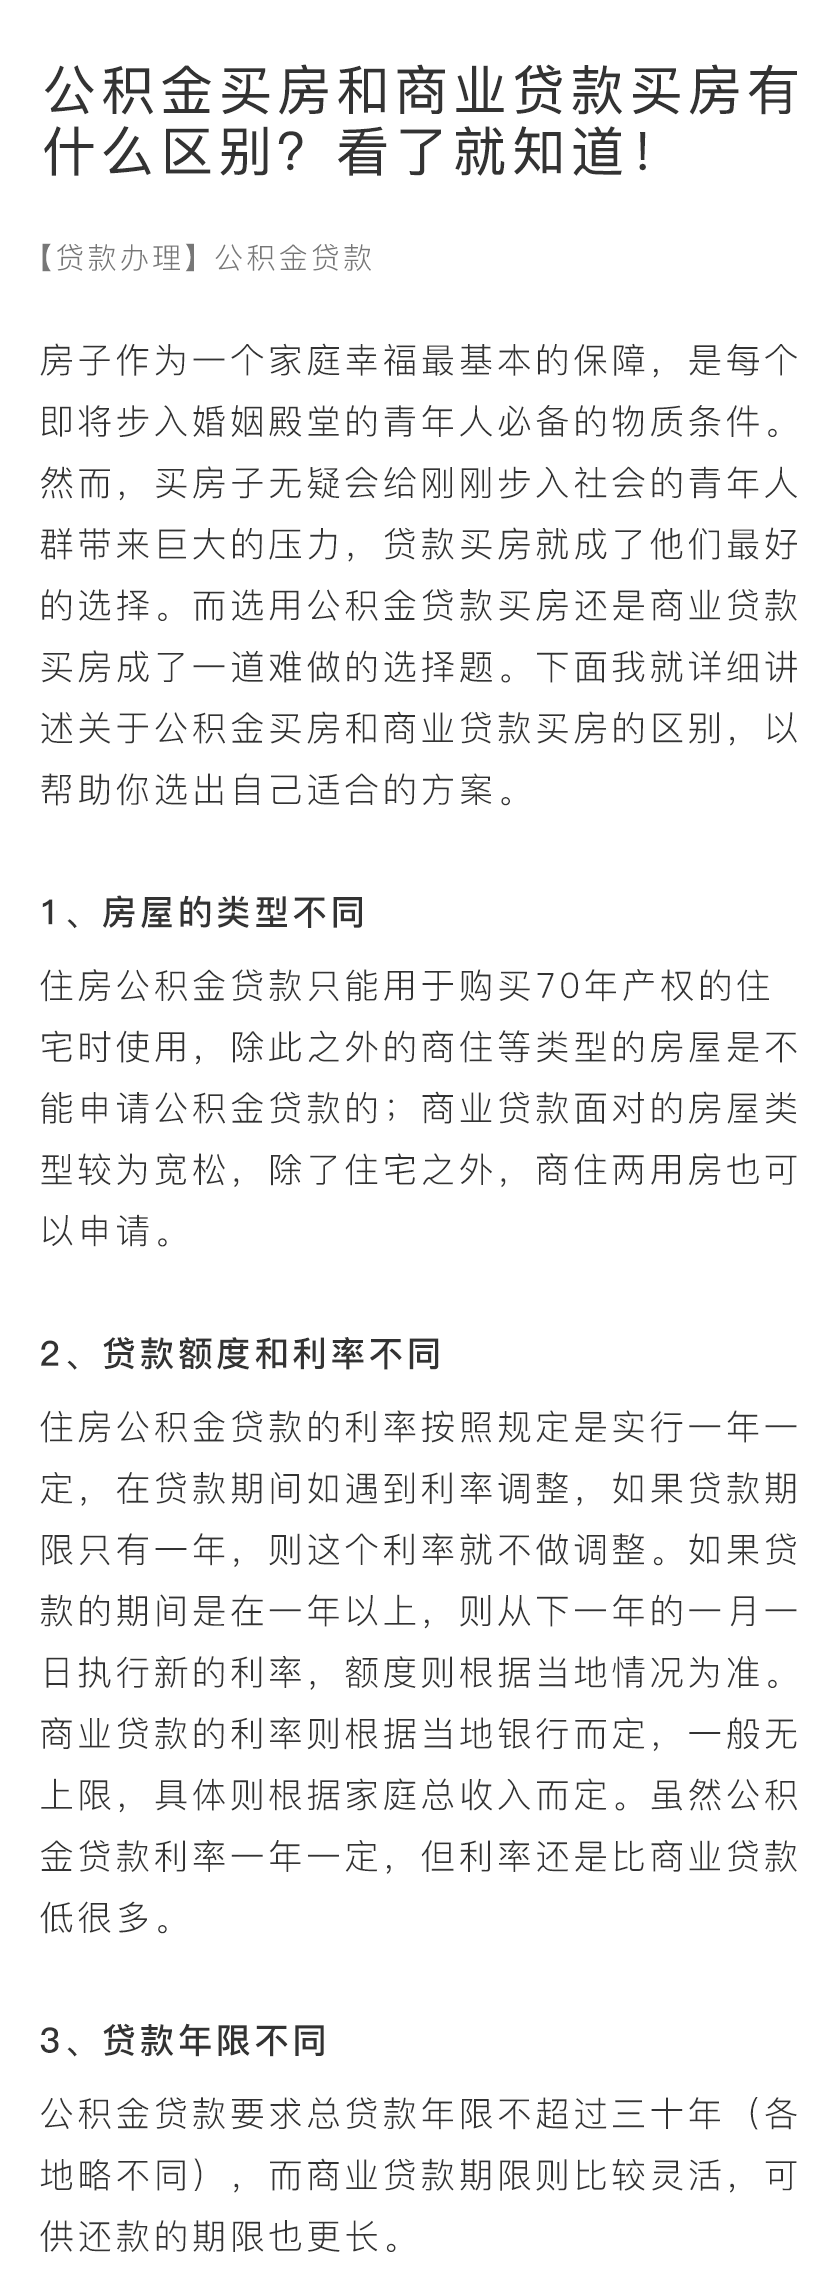 公积金买房和商业贷款买房有
什么区别？看了就知道！
【贷款办理】公积金贷款
房子作为一个家庭幸福最基本的保障，是每个
即将步入婚姻殿堂的青年人必备的物质条件。
然而，买房子无疑会给刚刚步入社会的青年人
群带来巨大的压力，贷款买房就成了他们最好
的选择。而选用公积金贷款买房还是商业贷款
买房成了一道难做的选择题。下面我就详细讲
述关于公积金买房和商业贷款买房的区别，以
帮助你选出自己适合的方案。
1、房屋的类型不同
住房公积金贷款只能用于购买70年产权的住
宅时使用，除此之外的商住等类型的房屋是不
能申请公积金贷款的；商业贷款面对的房屋类
型较为宽松，除了住宅之外，商住两用房也可
以申请。
2、贷款额度和利率不同
住房公积金贷款的利率按照规定是实行一年一
定，在贷款期间如遇到利率调整，如果贷款期
限只有一年，则这个利率就不做调整。如果贷
款的期间是在一年以上，则从下一年的一月一
日执行新的利率，额度则根据当地情况为准。
商业贷款的利率则根据当地银行而定，一般无
上限，具体则根据家庭总收入而定。虽然公积
金贷款利率一年一定，但利率还是比商业贷款
低很多。
3、贷款年限不同
公积金贷款要求总贷款年限不超过三十年（各
地略不同），而商业贷款期限则比较灵活，可
供还款的期限也更长。